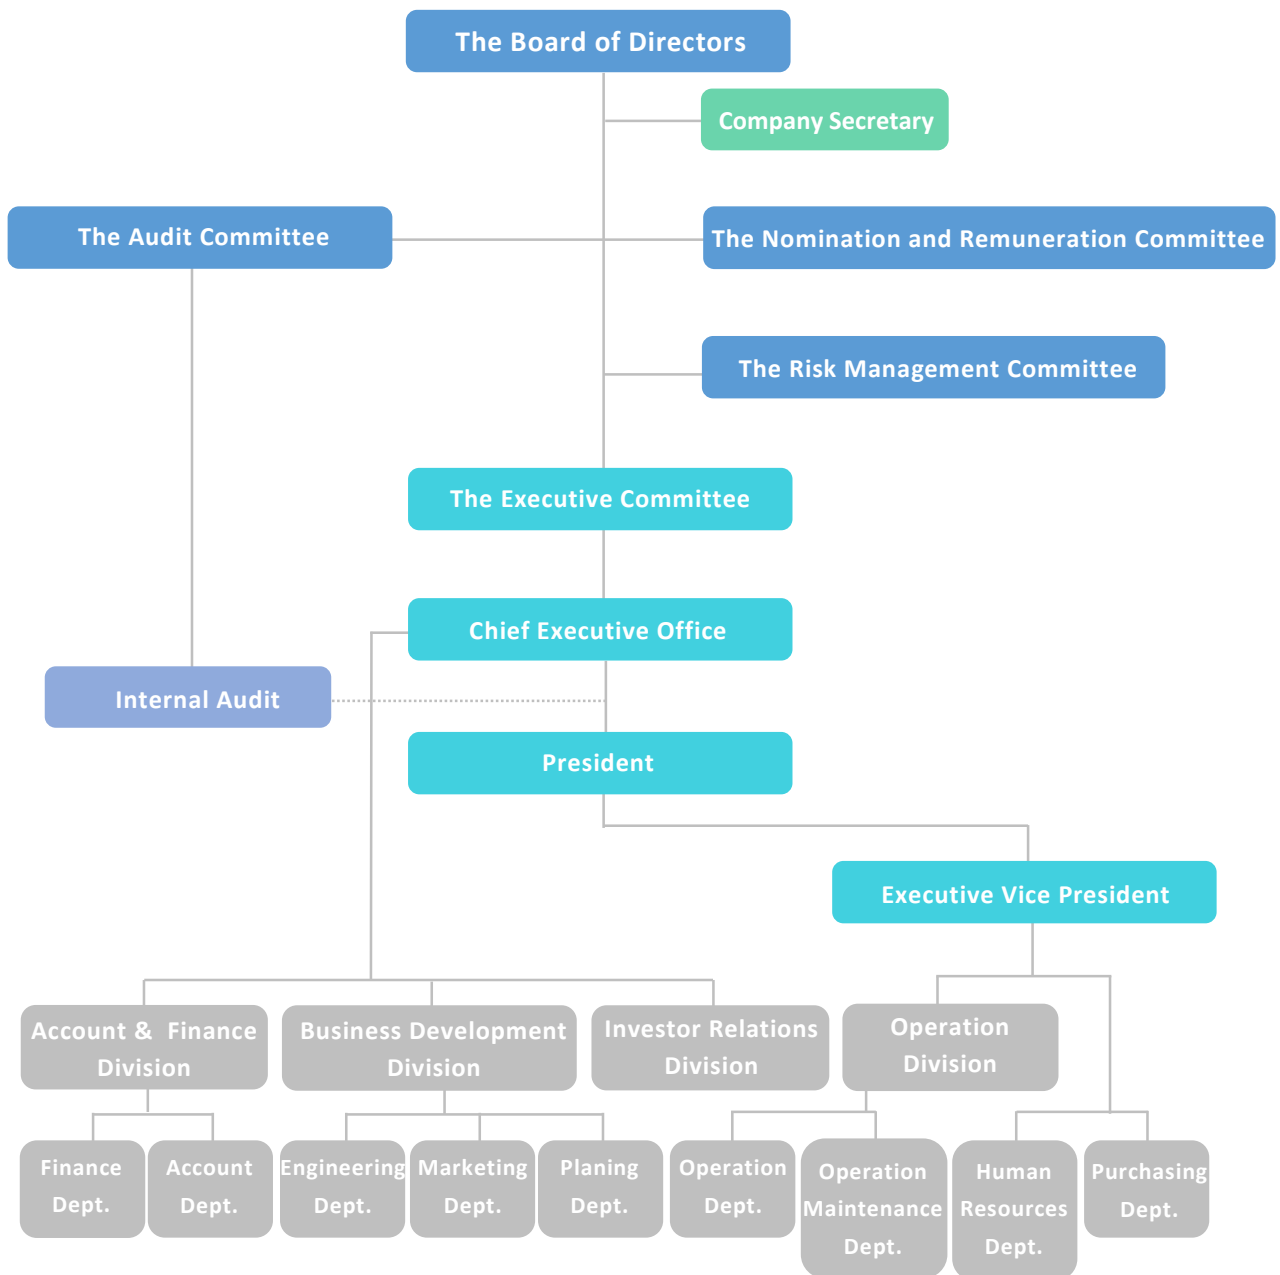 The Board of Directors
Company Secretary
The Audit Committee
The Nomination and Remuneration Committee
The Risk Management Committee
The Executive Committee
Chief Executive Office
Internal Audit
President
Executive Vice President
Account & Finance
Division
Business Development
Division
Investor Relations
Division
Operation
Division
Finance
Dept.
Account
Dept.
Engineering
Dept.
Marketing
Dept.
Planing
Dept.
Operation
Dept.
Operation
Maintenance
Dept.
Human
Resources
Dept.
Purchasing
Dept.